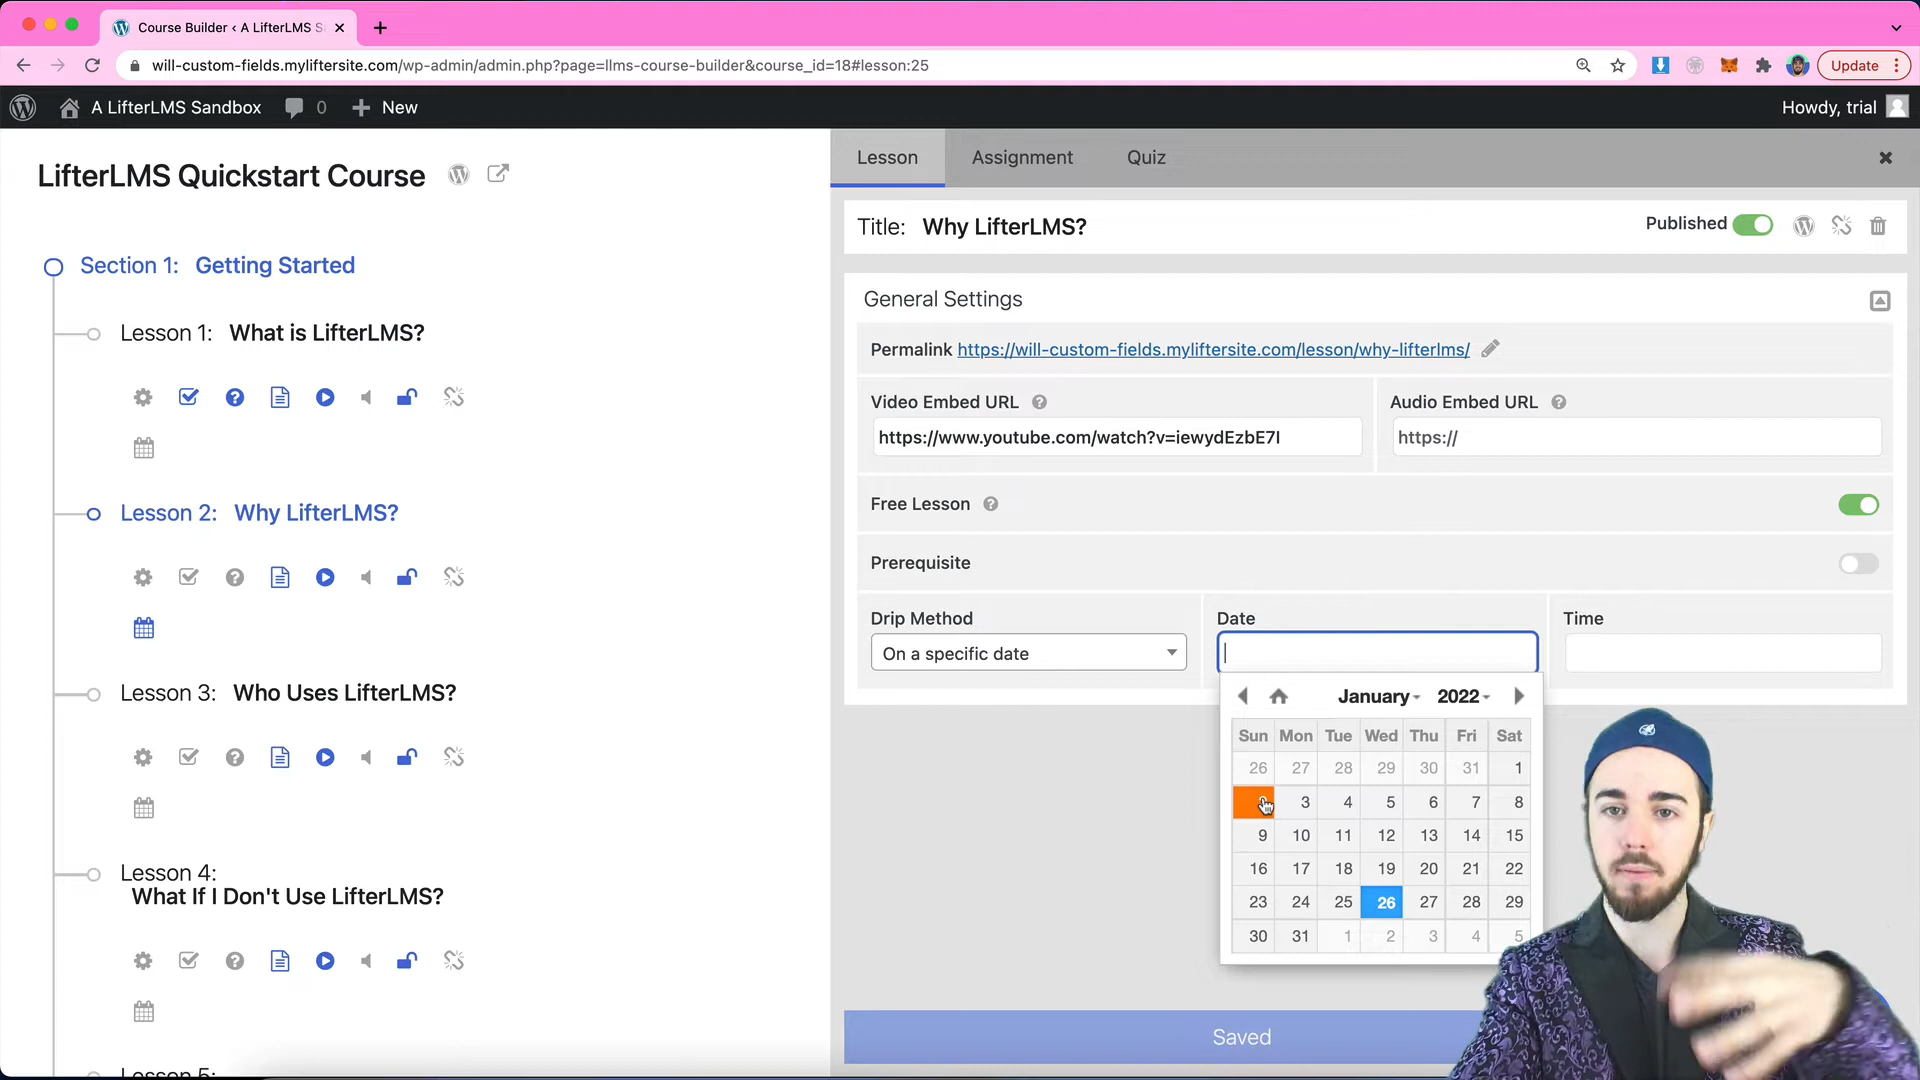 Course Builder ‹ A LifterLMS S
will-custom-fields.myliftersite.com/wp-admin/admin.php?page=llms-course-builder&course_id=18#lesson:25
Update
A LifterLMS Sandbox
0
New
Howdy, trial
LifterLMS Quickstart Course
Section 1: Getting Started
Lesson 1: What is LifterLMS?
Lesson 2: Why LifterLMS?
Lesson 3: Who Uses LifterLMS?
Lesson 4:
What If I Don't Use LifterLMS?
Lesson 5:
Lesson Assignment Quiz
Title: Why LifterLMS?
Published
General Settings
Permalink https://will-custom-fields.myliftersite.com/lesson/why-lifterlms/
Video Embed URL
https://www.youtube.com/watch?v=iewydEzbE7I
Audio Embed URL
https://
Free Lesson
Prerequisite
Drip Method
On a specific date
Date
Time
January 2022
Sun Mon Tue Wed Thu Fri Sat
26 27 28 29 30 31 1
3 4 5 6 7 8
9 10 11 12 13 14 15
16 17 18 19 20 21 22
23 24 25 26 27 28 29
30 31 1 2 3 4 5
Saved